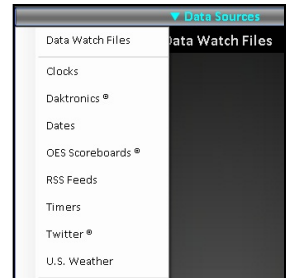 ▼ Data Sources
Data Watch Files
Data Watch Files
Clocks
Daktronics ®
Dates
OES Scoreboards ®
RSS Feeds
Timers
Twitter ®
U.S. Weather